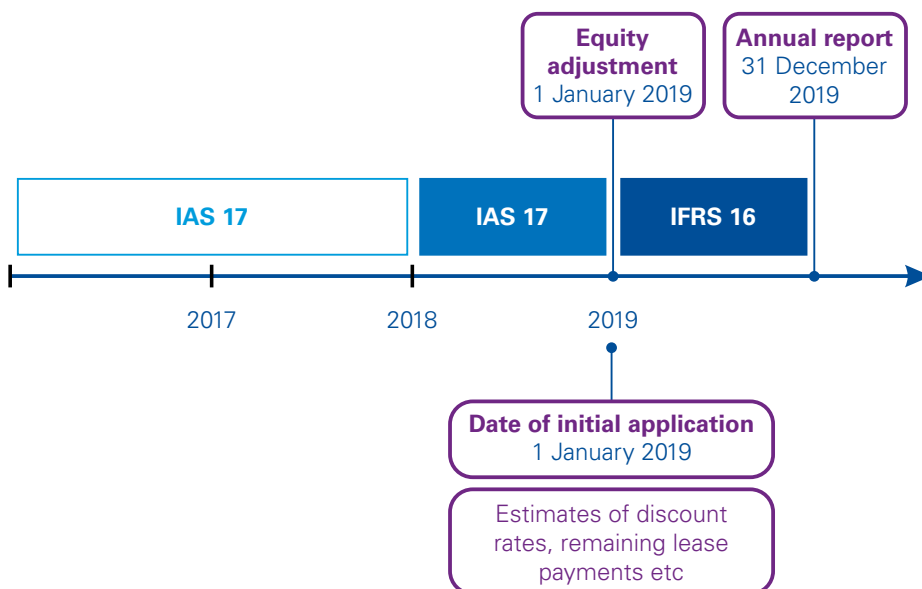 Equity
adjustment
1 January 2019
Annual report
31 December
2019
IAS 17
IAS 17
IFRS 16
2017
2018
2019
Date of initial application
1 January 2019
Estimates of discount
rates, remaining lease
payments etc